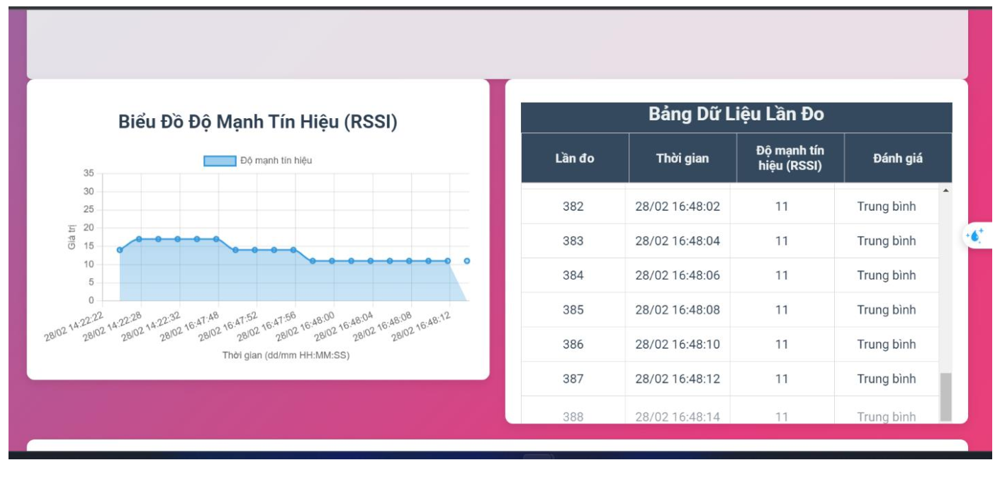 Biểu Đồ Độ Mạnh Tín Hiệu (RSSI)
Độ mạnh tín hiệu
35
30
25
20
15
10
5
0
Giá trị
28/02 14:22:22
28/02 14:22:28
28/02 14:22:32
28/02 16:47:48
28/02 16:47:52
28/02 16:47:56
28/02 16:48:00
28/02 16:48:04
28/02 16:48:08
28/02 16:48:12
Thời gian (dd/mm HH:MM:SS)
Bảng Dữ Liệu Lần Đo
Lần đo Thời gian Độ mạnh tín hiệu (RSSI) Đánh giá
382 28/02 16:48:02 11 Trung bình
383 28/02 16:48:04 11 Trung bình
384 28/02 16:48:06 11 Trung bình
385 28/02 16:48:08 11 Trung bình
386 28/02 16:48:10 11 Trung bình
387 28/02 16:48:12 11 Trung bình
388 28/02 16:48:14 11 Trung bình